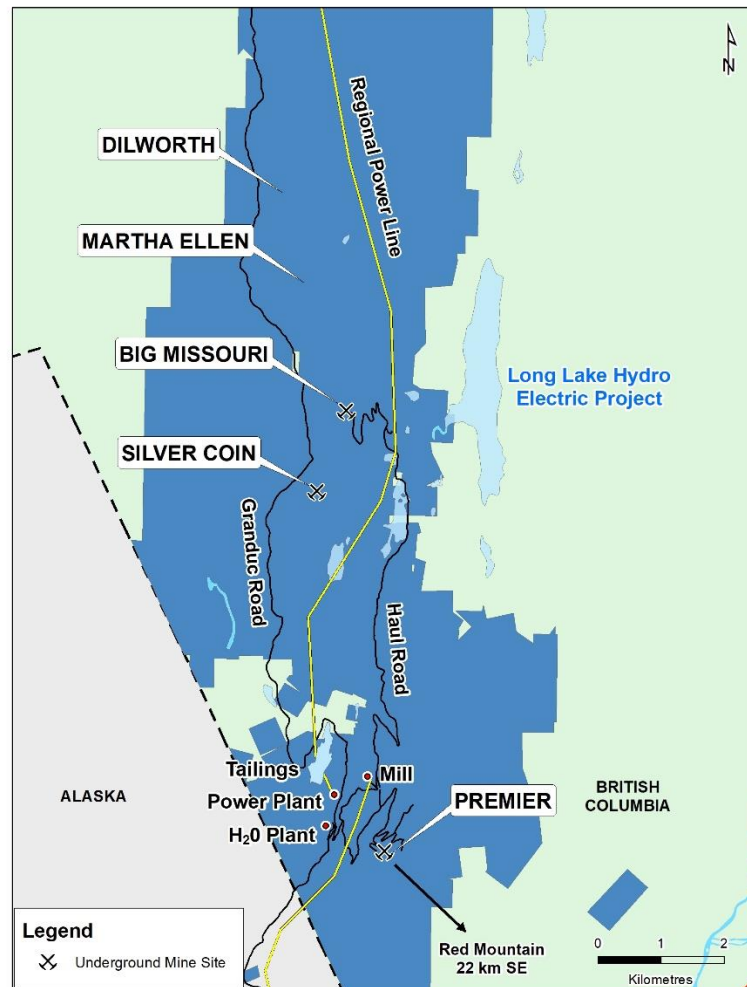 N
DILWORTH
Regional Power Line
MARTHA ELLEN
BIG MISSOURI
Long Lake Hydro
Electric Project
SILVER COIN
Granduc Road
Haul Road
Tailings
Mill
Power Plant
H₂0 Plant
PREMIER
ALASKA
BRITISH
COLUMBIA
Legend
Underground Mine Site
Red Mountain
22 km SE
0 1 2
Kilometres